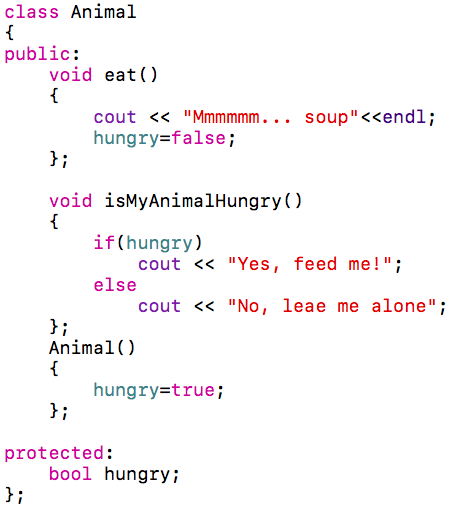 class Animal
{
public:
    void eat()
    {
        cout << "Mmmmmm... soup"<<endl;
        hungry=false;
    };

    void isMyAnimalHungry()
    {
        if(hungry)
            cout << "Yes, feed me!";
        else
            cout << "No, leae me alone";
    };
    Animal()
    {
        hungry=true;
    };

protected:
    bool hungry;
};